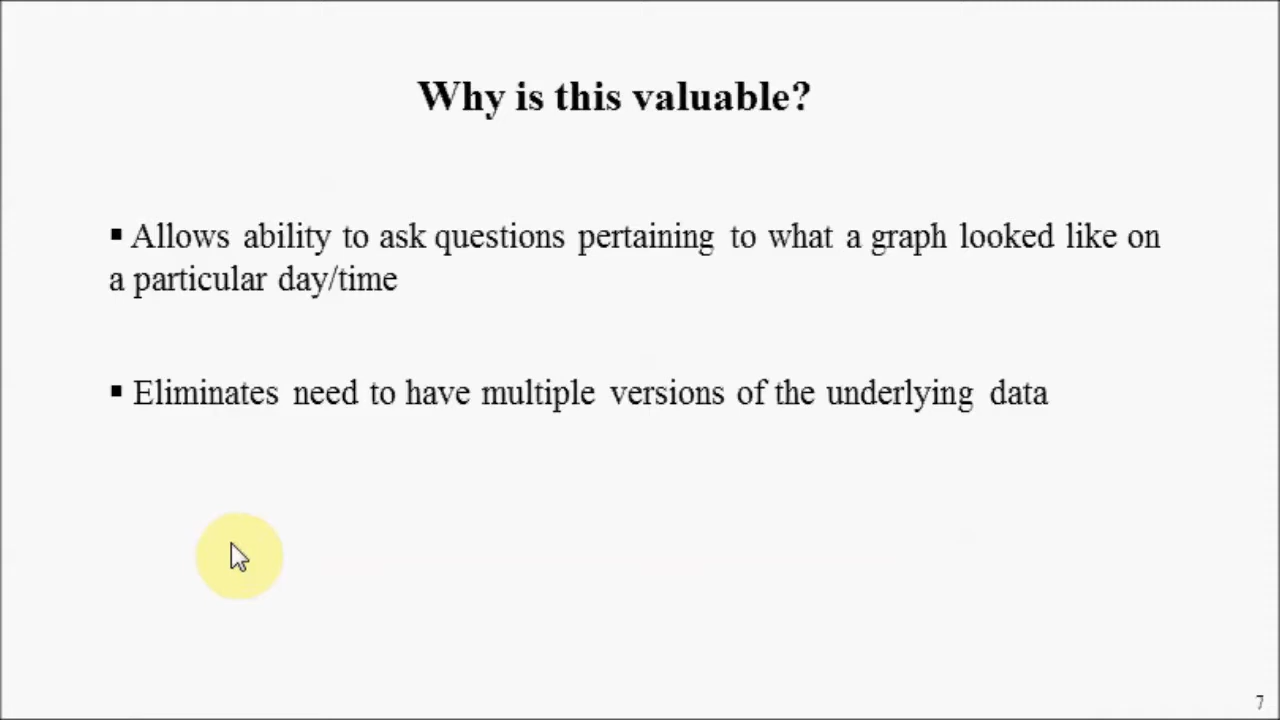 Why is this valuable?
▪ Allows ability to ask questions pertaining to what a graph looked like on
a particular day/time
▪ Eliminates need to have multiple versions of the underlying data
7